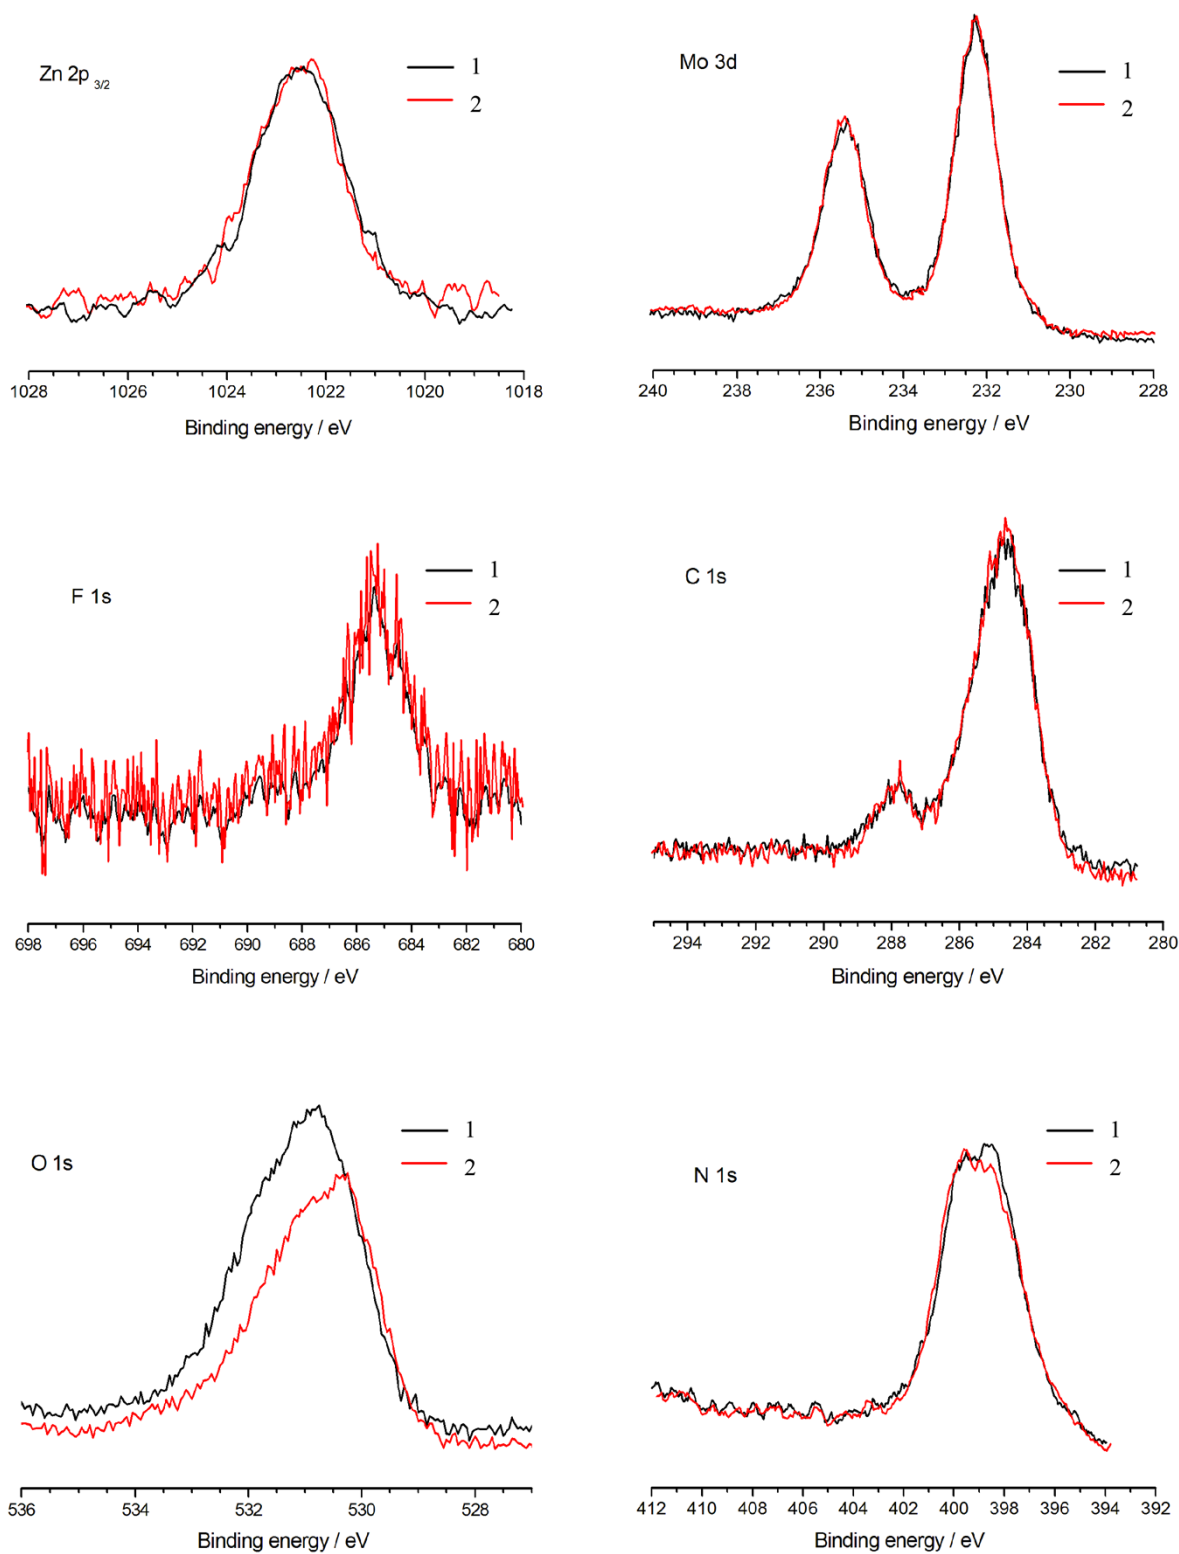 Zn 2p 3/2
1
2
1028 1026 1024 1022 1020 1018
Binding energy / eV
Mo 3d
1
2
240 238 236 234 232 230 228
Binding energy / eV
F 1s
1
2
698 696 694 692 690 688 686 684 682 680
Binding energy / eV
C 1s
1
2
294 292 290 288 286 284 282 280
Binding energy / eV
O 1s
1
2
536 534 532 530 528
Binding energy / eV
N 1s
1
2
412 410 408 406 404 402 400 398 396 394 392
Binding energy / eV